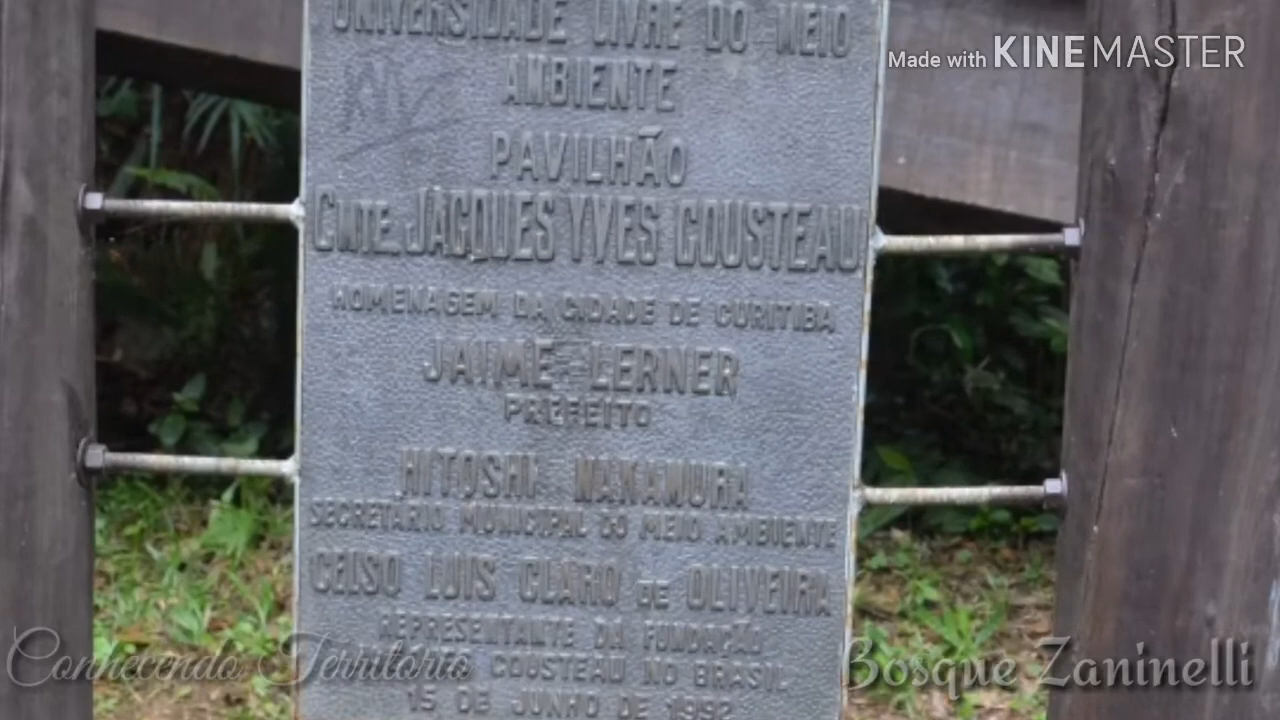 UNIVERSIDADE LIVRE DO MEIO
AMBIENTE
PAVILHÃO
CMTE. JACQUES YVES COUSTEAU
HOMENAGEM DA CIDADE DE CURITIBA
JAIME LERNER
PREFEITO
HITOSHI NAKAMURA
SECRETARIO MUNICIPAL DO MEIO AMBIENTE
CELSO LUIS CLARO DE OLIVEIRA
REPRESENTANTE DA FUNDAÇÃO
COUSTEAU NO BRASIL
15 DE JUNHO DE 1992
Made with KINEMASTER
Conhecendo Território
Bosque Zaninelli